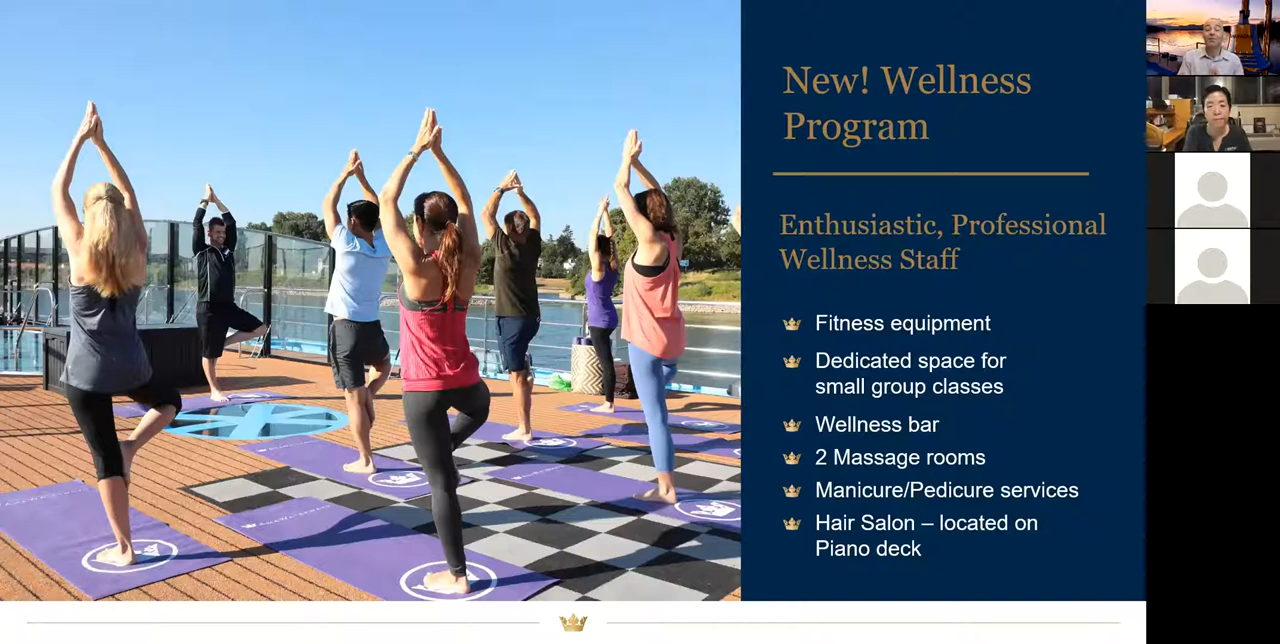 New! Wellness
Program
Enthusiastic, Professional
Wellness Staff
Fitness equipment
Dedicated space for
small group classes
Wellness bar
2 Massage rooms
Manicure/Pedicure services
Hair Salon – located on
Piano deck